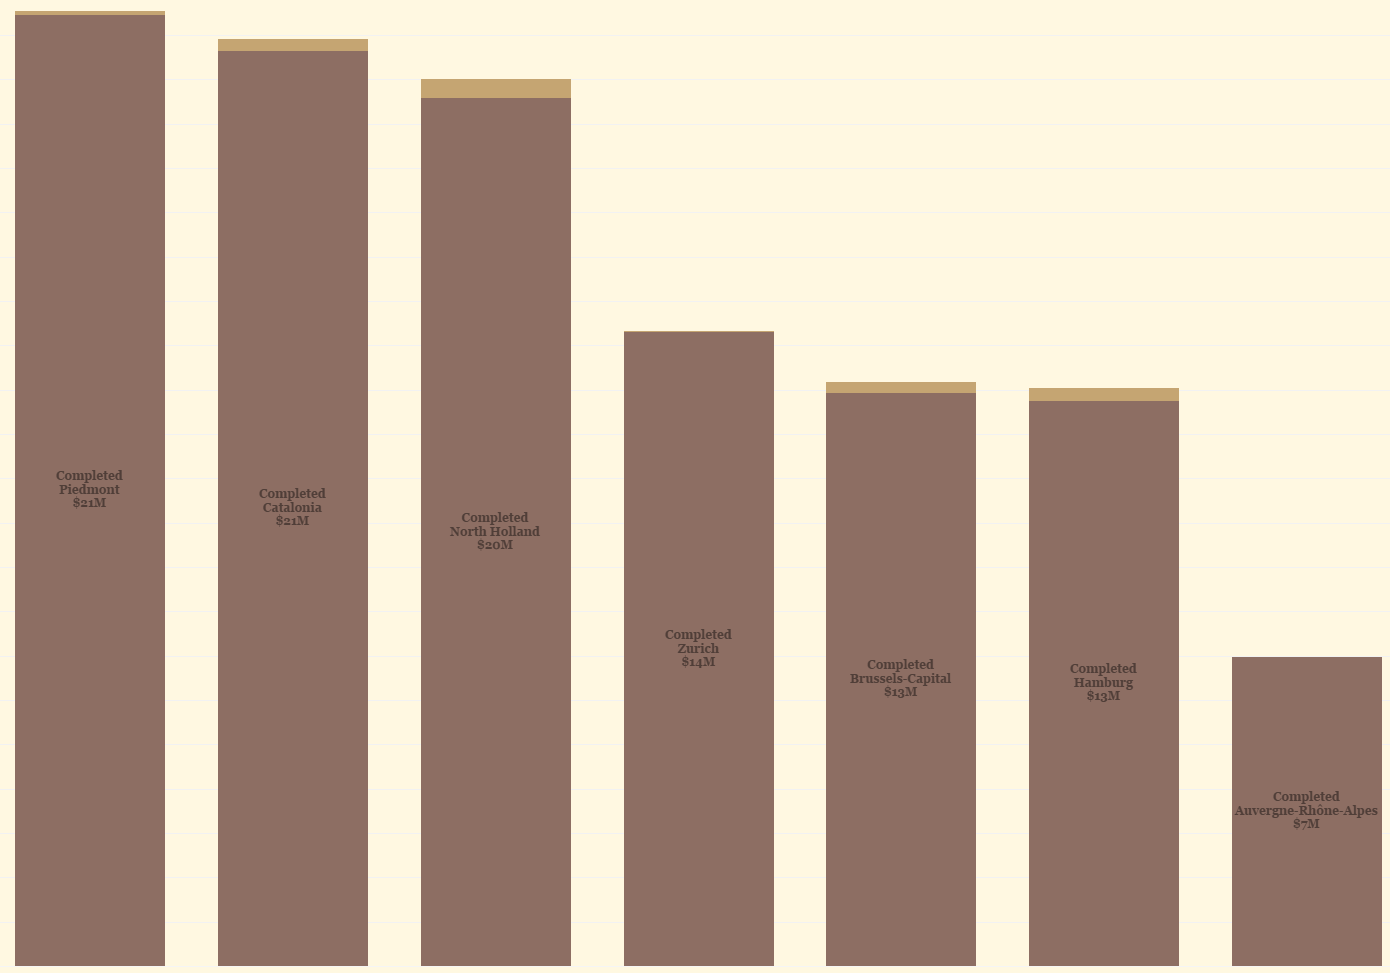 Completed
Piedmont
$21M
Completed
Catalonia
$21M
Completed
North Holland
$20M
Completed
Zurich
$14M
Completed
Brussels-Capital
$13M
Completed
Hamburg
$13M
Completed
Auvergne-Rhône-Alpes
$7M